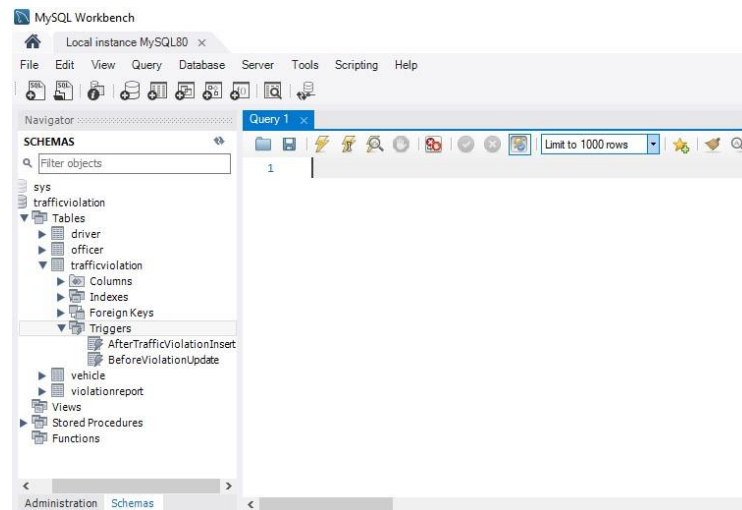 MySQL Workbench
Local instance MySQL80 ×
File Edit View Query Database Server Tools Scripting Help
Navigator
Query 1 ×
SCHEMAS
Limit to 1000 rows
Filter objects
1
sys
trafficviolation
Tables
driver
officer
trafficviolation
Columns
Indexes
Foreign Keys
Triggers
AfterTrafficViolationInsert
BeforeViolationUpdate
vehicle
violationreport
Views
Stored Procedures
Functions
Administration Schemas